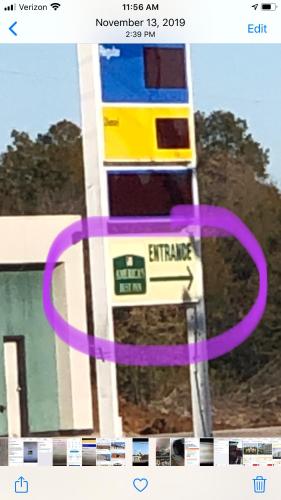 Verizon
11:56 AM
November 13, 2019
2:39 PM
Edit
Regular
Diesel
ENTRANCE
AMERICA'S
BEST INN